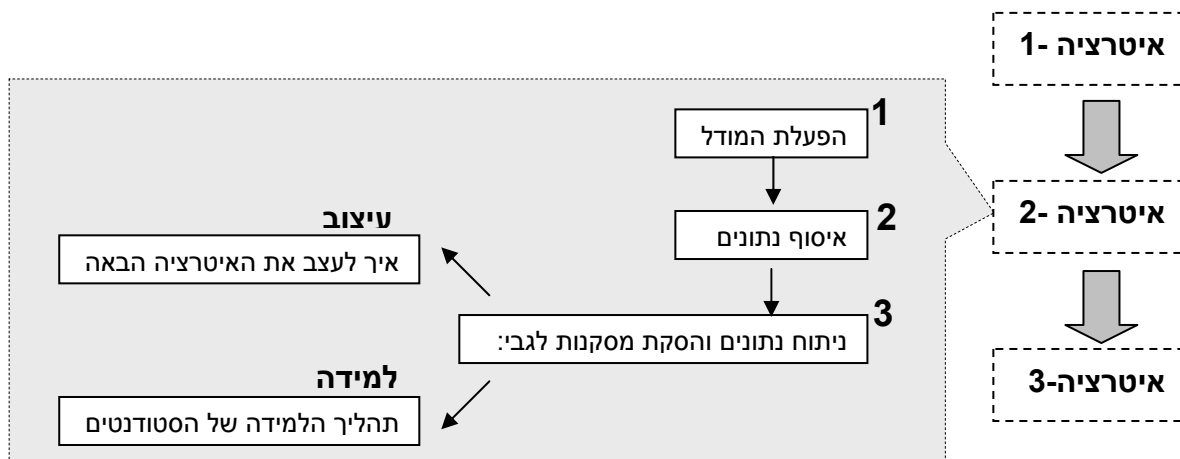 איטרציה -1
איטרציה -2
איטרציה-3
1
הפעלת המודל
2
איסוף נתונים
3
ניתוח נתונים והסקת מסקנות לגבי:
עיצוב
איך לעצב את האיטרציה הבאה
למידה
תהליך הלמידה של הסטודנטים